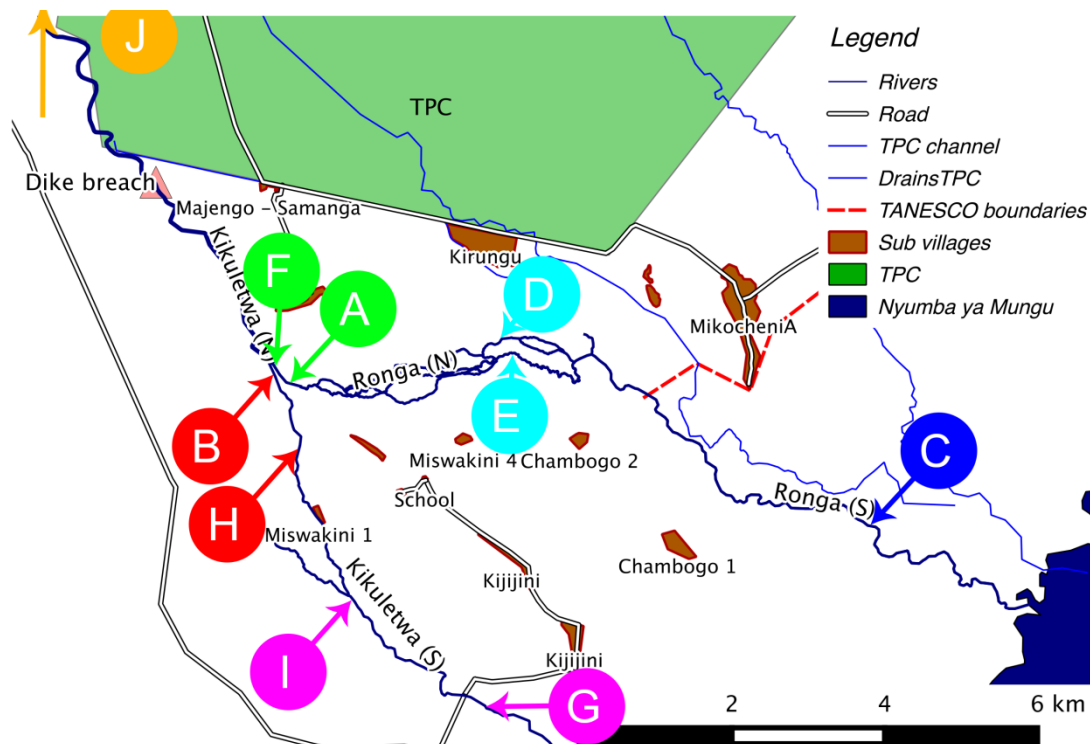 J
Legend
Rivers
Road
TPC channel
DrainsTPC
TANESCO boundaries
Sub villages
TPC
Nyumba ya Mungu
TPC
Dike breach
Majengo - Samanga
Kikuletwa (N)
Kirungu
F
A
D
MikocheniA
Ronga (N)
B
E
C
Miswakini 4
Chambogo 2
School
H
Ronga (S)
Miswakini 1
Chambogo 1
Kijijini
Kikuletwa (S)
I
Kijijini
G
2
4
6 km